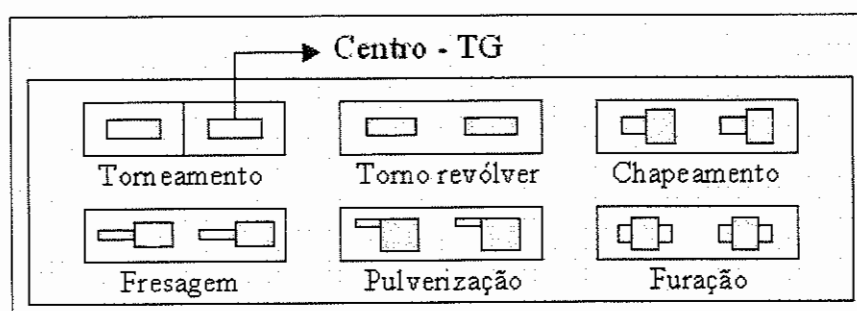 Centro - TG
Torneamento Torno revólver Chapeamento
Fresagem Pulverização Furação